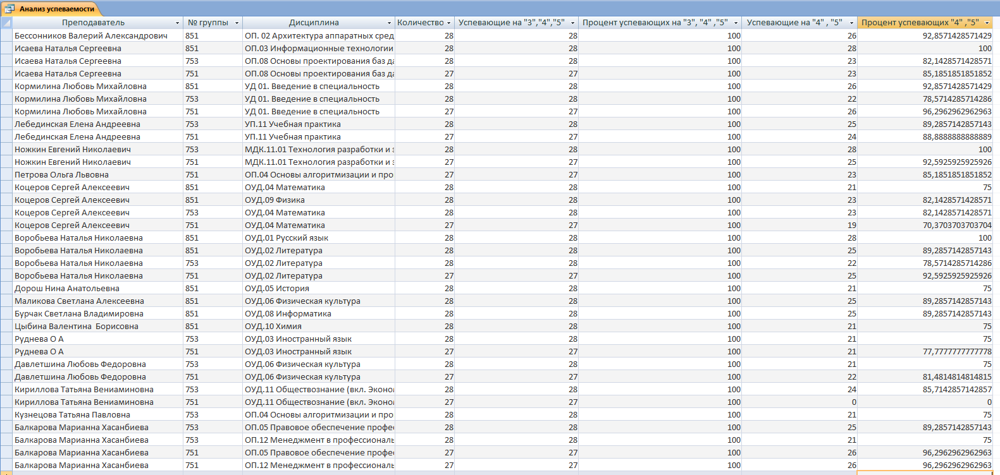 Анализ успеваемости
Преподаватель № группы Дисциплина Количество Успевающие на "3","4","5" Процент успевающих на "3", "4" ,"5" Успевающие на "4" , "5" Процент успевающих "4" ,"5"
Бессонников Валерий Александрович 851 ОП. 02 Архитектура аппаратных сред 28 28 100 26 92,8571428571429
Исаева Наталья Сергеевна 851 ОП.03 Информационные технологии 28 28 100 28 100
Исаева Наталья Сергеевна 753 ОП.08 Основы проектирования баз да 28 28 100 23 82,1428571428571
Исаева Наталья Сергеевна 751 ОП.08 Основы проектирования баз да 27 27 100 23 85,1851851851852
Кормилина Любовь Михайловна 851 УД 01. Введение в специальность 28 28 100 26 92,8571428571429
Кормилина Любовь Михайловна 753 УД 01. Введение в специальность 28 28 100 22 78,5714285714286
Кормилина Любовь Михайловна 751 УД 01. Введение в специальность 27 27 100 26 96,2962962962963
Лебединская Елена Андреевна 753 УП.11 Учебная практика 28 28 100 25 89,2857142857143
Лебединская Елена Андреевна 751 УП.11 Учебная практика 27 27 100 24 88,8888888888889
Ножкин Евгений Николаевич 753 МДК.11.01 Технология разработки и з 28 28 100 28 100
Ножкин Евгений Николаевич 751 МДК.11.01 Технология разработки и з 27 27 100 25 92,5925925925926
Петрова Ольга Львовна 751 ОП.04 Основы алгоритмизации и про 27 27 100 23 85,1851851851852
Коцеров Сергей Алексеевич 851 ОУД.04 Математика 28 28 100 21 75
Коцеров Сергей Алексеевич 851 ОУД.09 Физика 28 28 100 23 82,1428571428571
Коцеров Сергей Алексеевич 753 ОУД.04 Математика 28 28 100 23 82,1428571428571
Коцеров Сергей Алексеевич 751 ОУД.04 Математика 27 27 100 19 70,3703703703704
Воробьева Наталья Николаевна 851 ОУД.01 Русский язык 28 28 100 28 100
Воробьева Наталья Николаевна 851 ОУД.02 Литература 28 28 100 25 89,2857142857143
Воробьева Наталья Николаевна 753 ОУД.02 Литература 28 28 100 22 78,5714285714286
Воробьева Наталья Николаевна 751 ОУД.02 Литература 27 27 100 25 92,5925925925926
Дорош Нина Анатольевна 851 ОУД.05 История 28 28 100 21 75
Маликова Светлана Алексеевна 851 ОУД.06 Физическая культура 28 28 100 25 89,2857142857143
Бурчак Светлана Владимировна 851 ОУД.08 Информатика 28 28 100 25 89,2857142857143
Цыбина Валентина  Борисовна 851 ОУД.10 Химия 28 28 100 21 75
Руднева О А 753 ОУД.03 Иностранный язык 28 28 100 21 75
Руднева О А 751 ОУД.03 Иностранный язык 27 27 100 21 77,7777777777778
Давлетшина Любовь Федоровна 753 ОУД.06 Физическая культура 28 28 100 21 75
Давлетшина Любовь Федоровна 751 ОУД.06 Физическая культура 27 27 100 22 81,4814814814815
Кириллова Татьяна Вениаминовна 753 ОУД.11 Обществознание (вкл. Эконо 28 28 100 24 85,7142857142857
Кириллова Татьяна Вениаминовна 751 ОУД.11 Обществознание (вкл. Эконо 27 27 100 0 0
Кузнецова Татьяна Павловна 753 ОП.04 Основы алгоритмизации и про 28 28 100 21 75
Балкарова Марианна Хасанбиева 753 ОП.05 Правовое обеспечение профес 28 28 100 25 89,2857142857143
Балкарова Марианна Хасанбиева 753 ОП.12 Менеджмент в профессиональ 28 28 100 21 75
Балкарова Марианна Хасанбиева 751 ОП.05 Правовое обеспечение профес 27 27 100 26 96,2962962962963
Балкарова Марианна Хасанбиева 751 ОП.12 Менеджмент в профессиональ 27 27 100 26 96,2962962962963